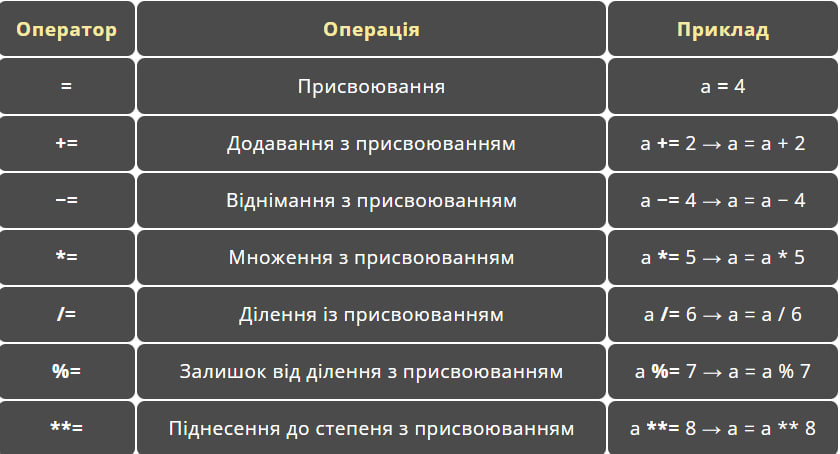 Оператор Операція Приклад
= Присвоювання a = 4
+= Додавання з присвоюванням a += 2 → a = a + 2
−= Віднімання з присвоюванням a −= 4 → a = a − 4
*= Множення з присвоюванням a *= 5 → a = a * 5
/= Ділення із присвоюванням a /= 6 → a = a / 6
%= Залишок від ділення з присвоюванням a %= 7 → a = a % 7
**= Піднесення до степеня з присвоюванням a **= 8 → a = a ** 8